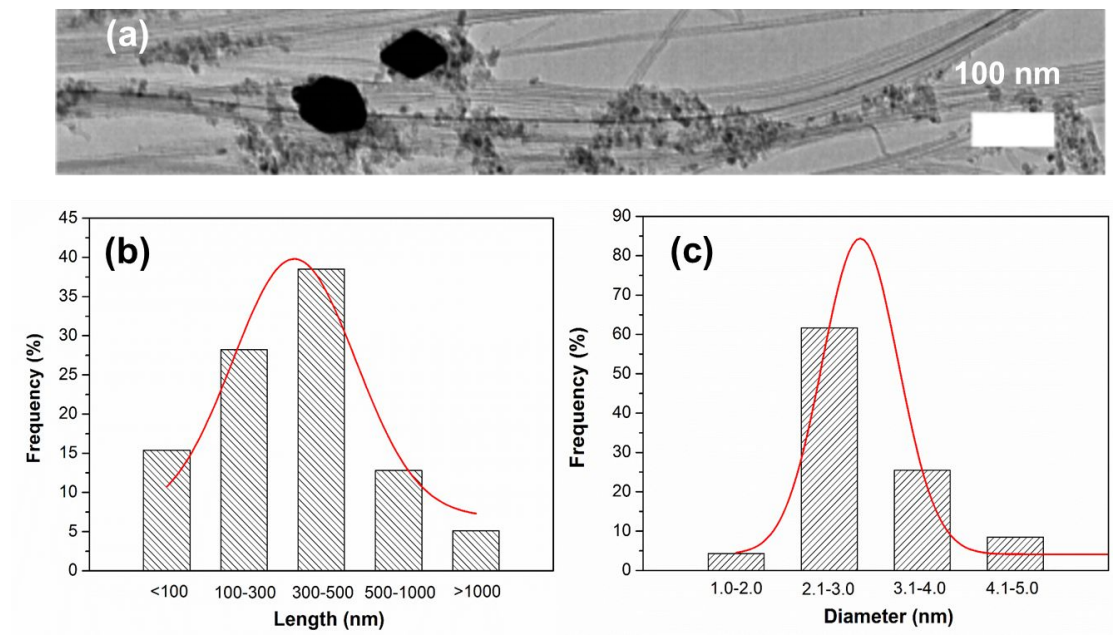 (a)
100 nm
(b)
45
40
35
30
25
20
15
10
5
0
Frequency (%)
<100 100-300 300-500 500-1000 >1000
Length (nm)
(c)
90
80
70
60
50
40
30
20
10
0
Frequency (%)
1.0-2.0 2.1-3.0 3.1-4.0 4.1-5.0
Diameter (nm)